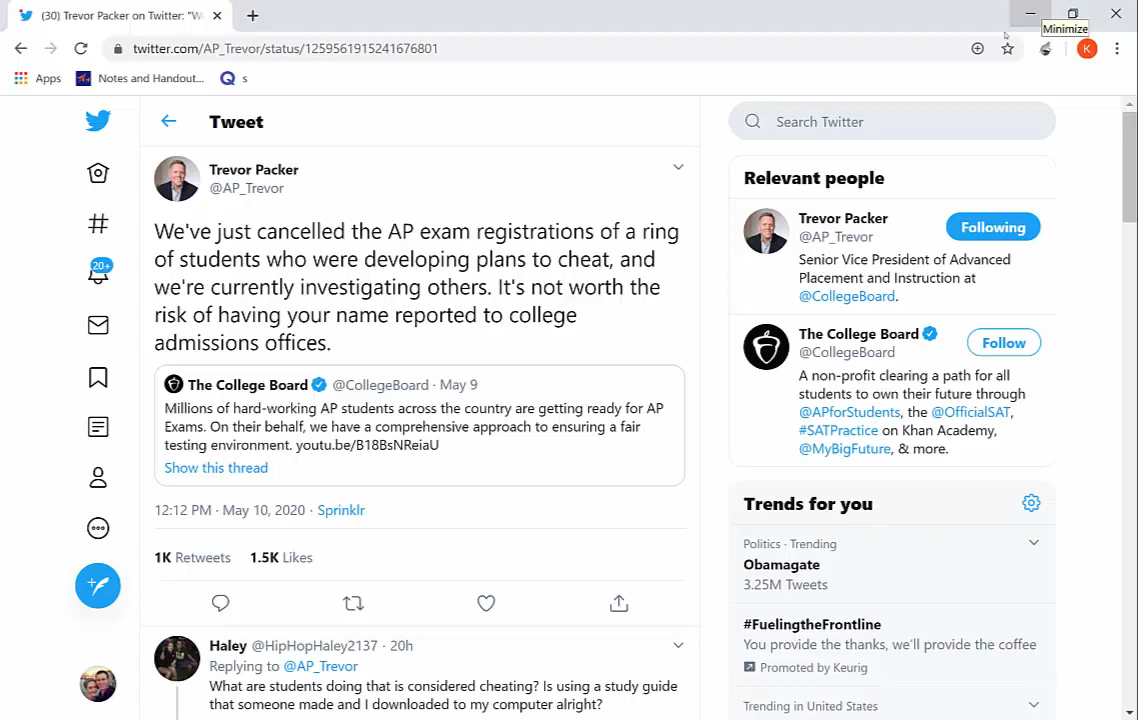 (30) Trevor Packer on Twitter: "We
Minimize
twitter.com/AP_Trevor/status/1259561915241676801
K
Apps
Notes and Handout...
Q s
Tweet
Trevor Packer
@AP_Trevor
We've just cancelled the AP exam registrations of a ring
of students who were developing plans to cheat, and
we're currently investigating others. It's not worth the
risk of having your name reported to college
admissions offices.
The College Board @CollegeBoard · May 9
Millions of hard-working AP students across the country are getting ready for AP
Exams. On their behalf, we have a comprehensive approach to ensuring a fair
testing environment. youtu.be/B18BsNReiaU
Show this thread
12:12 PM · May 10, 2020 · Sprinklr
1K Retweets 1.5K Likes
Haley @HipHopHaley2137 · 20h
Replying to @AP_Trevor
What are students doing that is considered cheating? Is using a study guide
that someone made and I downloaded to my computer alright?
20+
Search Twitter
Relevant people
Trevor Packer
@AP_Trevor
Following
Senior Vice President of Advanced
Placement and Instruction at
@CollegeBoard.
The College Board
@CollegeBoard
Follow
A non-profit clearing a path for all
students to own their future through
@APforStudents, the @OfficialSAT,
#SATPractice on Khan Academy,
@MyBigFuture, & more.
Trends for you
Politics · Trending
Obamagate
3.25M Tweets
#FuelingtheFrontline
You provide the thanks, we'll provide the coffee
Promoted by Keurig
Trending in United States